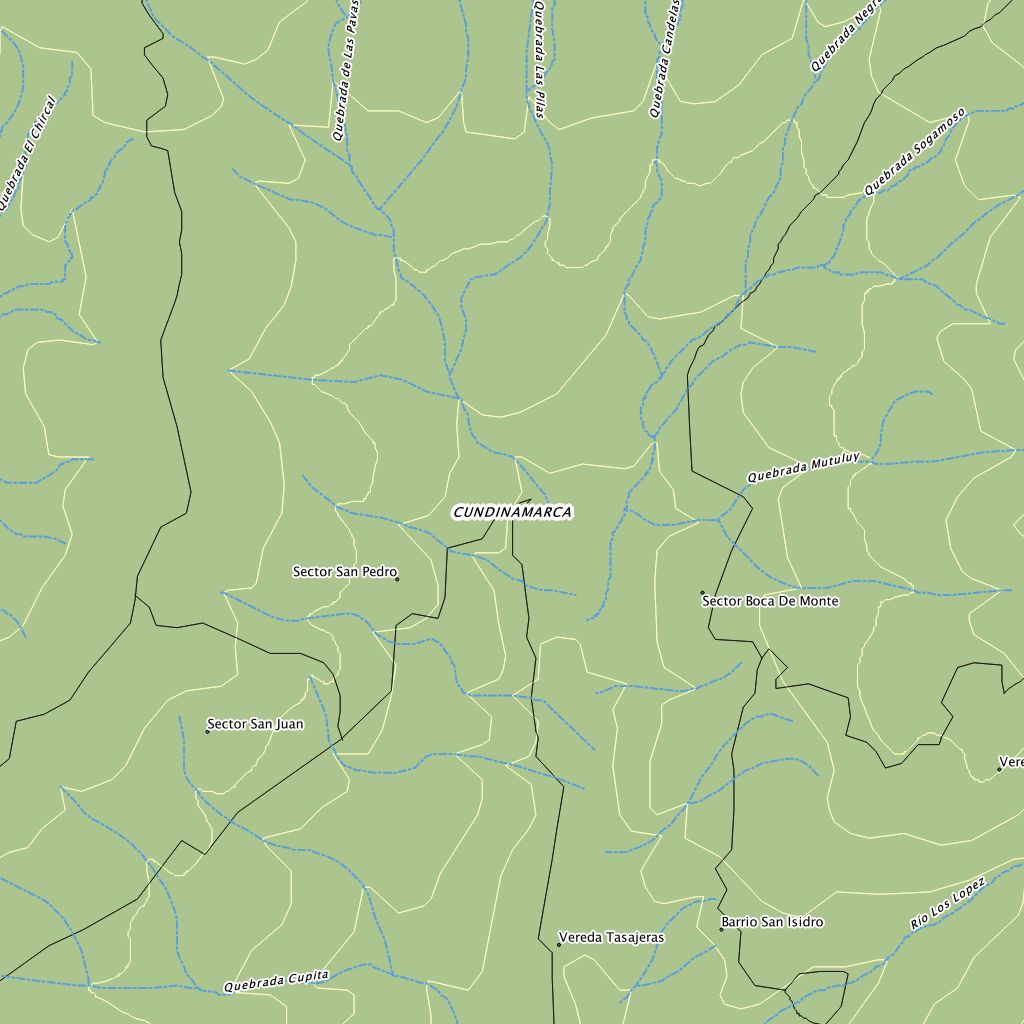 Quebrada de Las Pavas
Quebrada Las Pilas
Quebrada Candelas
Quebrada Negra
Quebrada El Chircal
Quebrada Sogamoso
Quebrada Mutuluy
CUNDINAMARCA
Sector San Pedro
Sector Boca De Monte
Sector San Juan
Vere
Río Los Lopez
Barrio San Isidro
Vereda Tasajeras
Quebrada Cupita